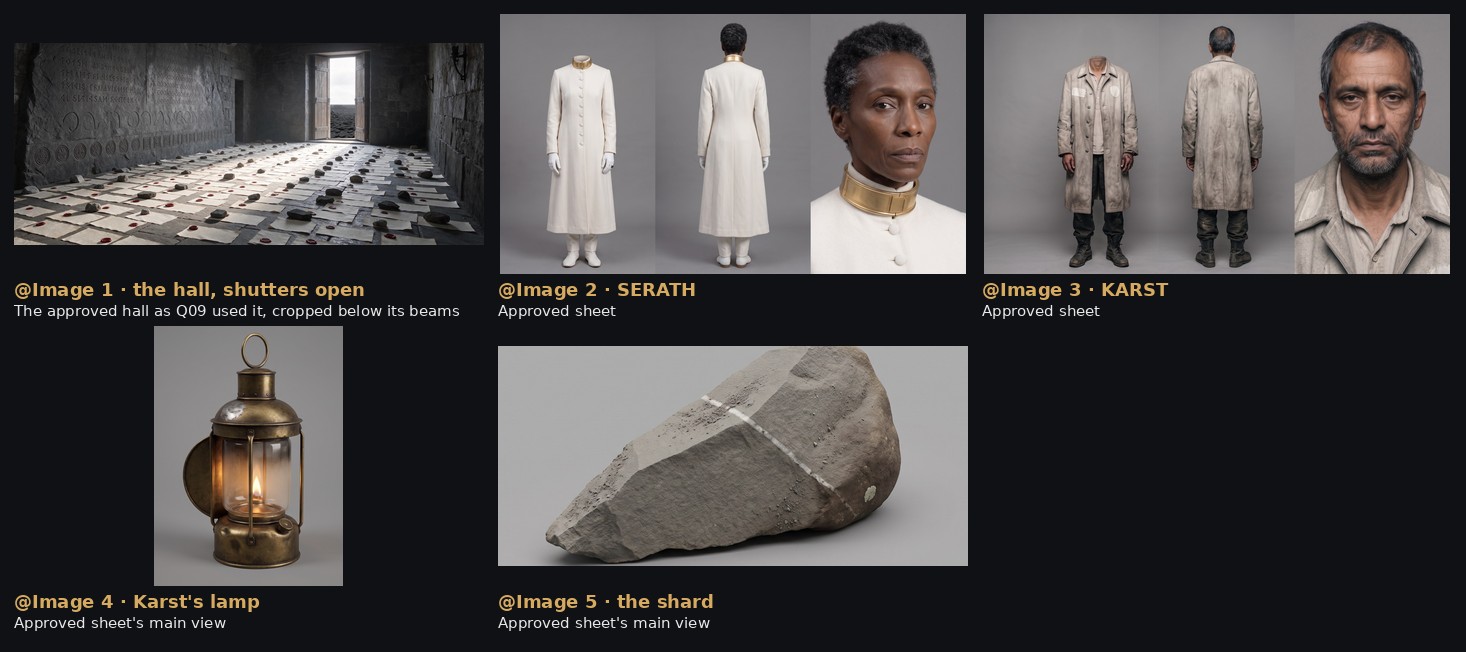 @Image 1 · the hall, shutters open
The approved hall as Q09 used it, cropped below its beams
@Image 2 · SERATH
Approved sheet
@Image 3 · KARST
Approved sheet
@Image 4 · Karst's lamp
Approved sheet's main view
@Image 5 · the shard
Approved sheet's main view